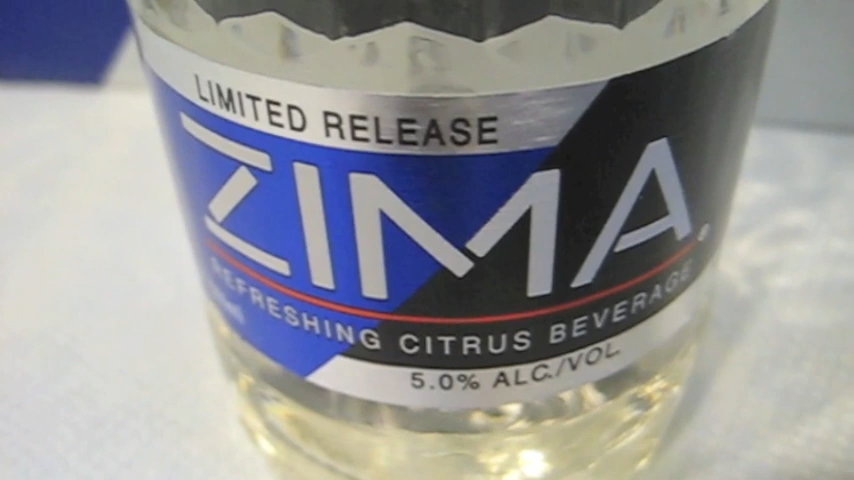 LIMITED RELEASE
ZIMA®
REFRESHING CITRUS BEVERAGE
5.0% ALC./VOL.